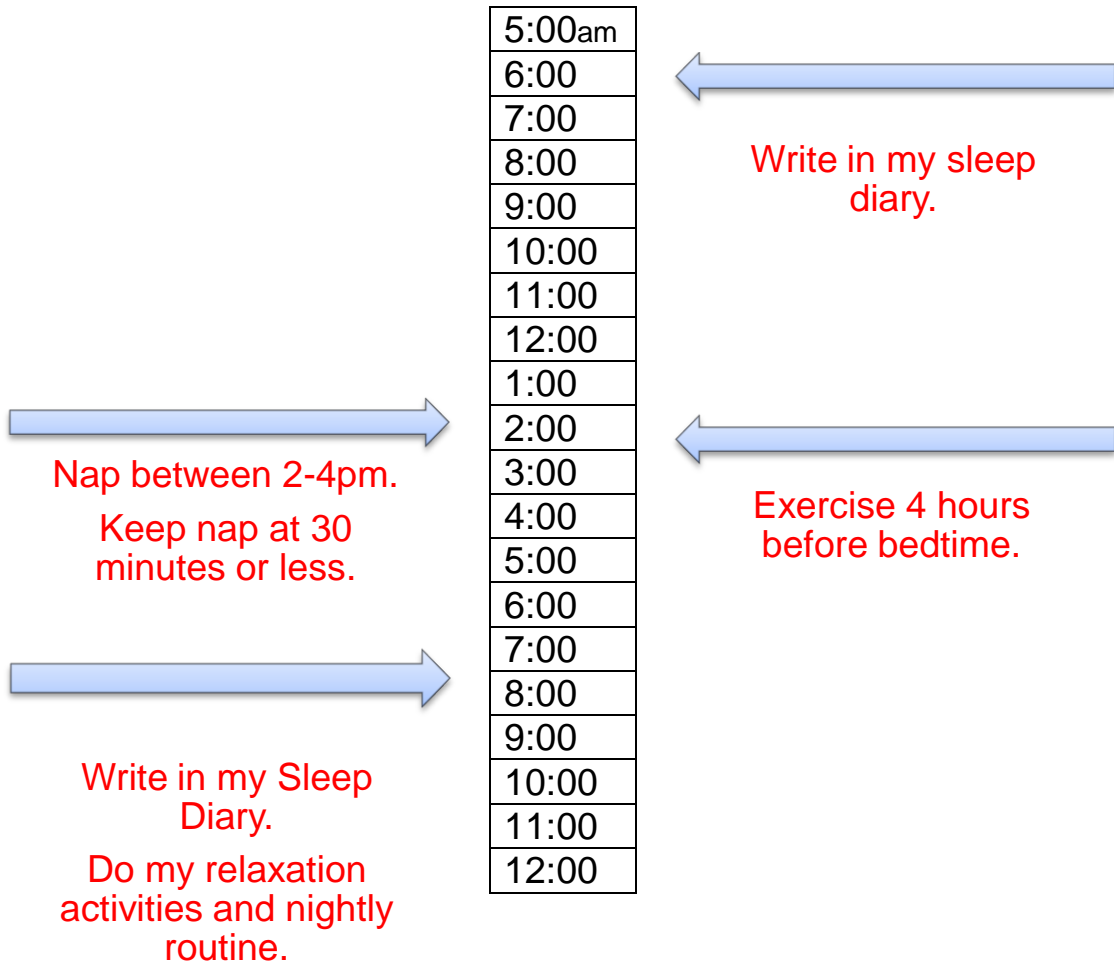 5:00am
6:00
7:00
8:00
9:00
10:00
11:00
12:00
1:00
2:00
3:00
4:00
5:00
6:00
7:00
8:00
9:00
10:00
11:00
12:00
Write in my sleep
diary.
Nap between 2-4pm.
Keep nap at 30
minutes or less.
Exercise 4 hours
before bedtime.
Write in my Sleep
Diary.
Do my relaxation
activities and nightly
routine.